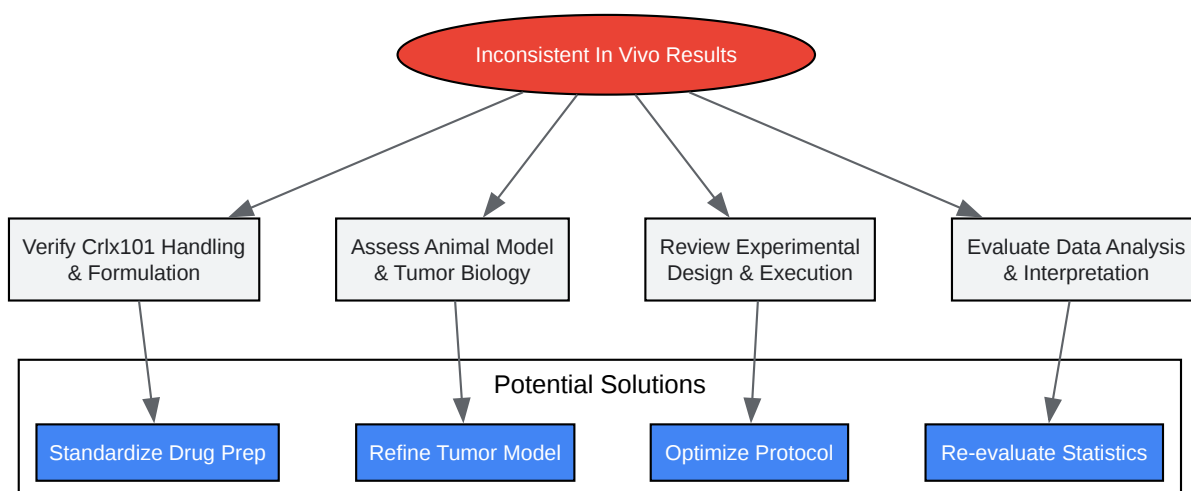 Inconsistent In Vivo Results
Verify Crlx101 Handling
& Formulation
Assess Animal Model
& Tumor Biology
Review Experimental
Design & Execution
Evaluate Data Analysis
& Interpretation
Potential Solutions
Standardize Drug Prep
Refine Tumor Model
Optimize Protocol
Re-evaluate Statistics